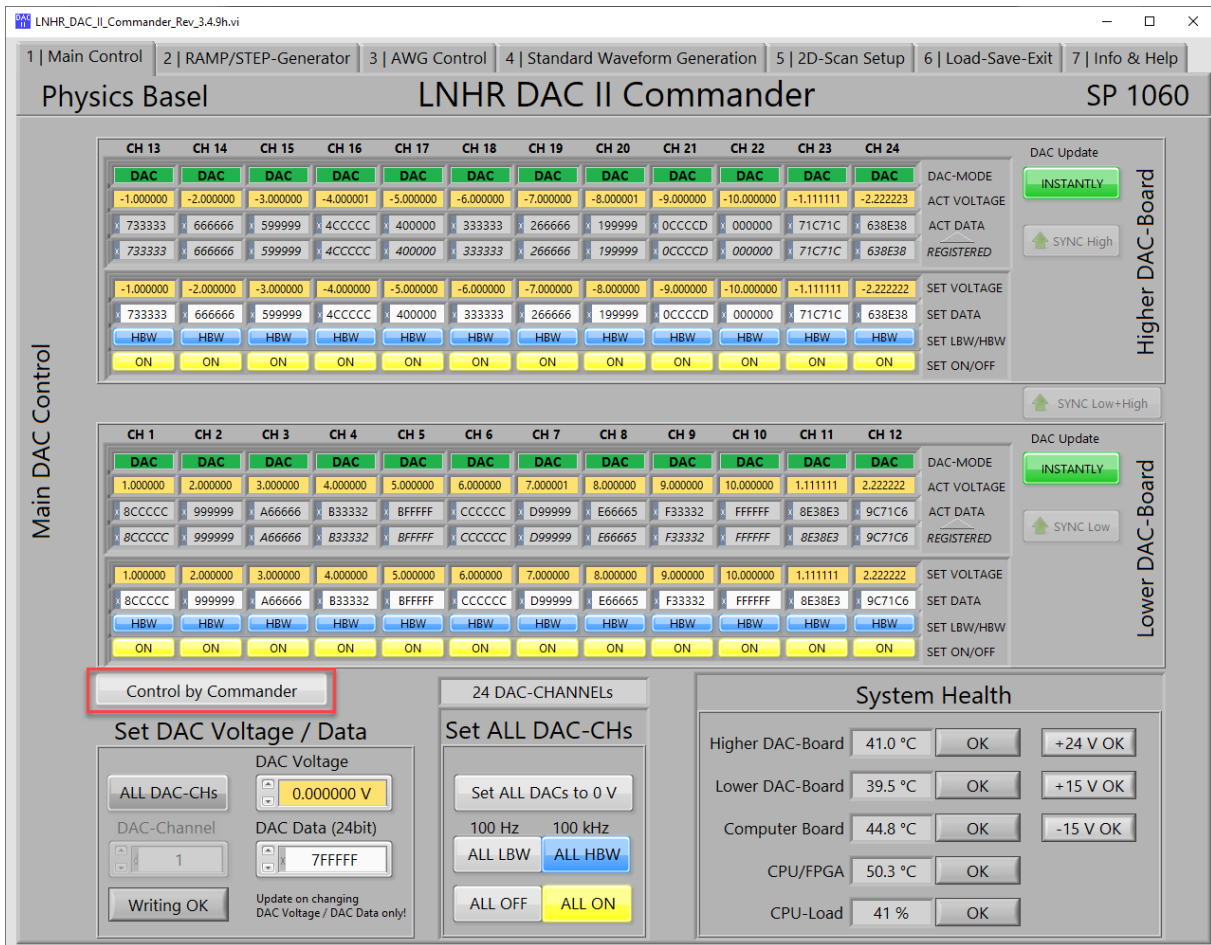 LNHR_DAC_II_Commander_Rev_3.4.9h.vi
1 | Main Control 2 | RAMP/STEP-Generator 3 | AWG Control 4 | Standard Waveform Generation 5 | 2D-Scan Setup 6 | Load-Save-Exit 7 | Info & Help
Physics Basel LNHR DAC II Commander SP 1060
Main DAC Control
CH 13 CH 14 CH 15 CH 16 CH 17 CH 18 CH 19 CH 20 CH 21 CH 22 CH 23 CH 24
DAC DAC DAC DAC DAC DAC DAC DAC DAC DAC DAC DAC DAC-MODE
-1.000000 -2.000000 -3.000000 -4.000001 -5.000000 -6.000000 -7.000000 -8.000001 -9.000000 -10.000000 -1.111111 -2.222223 ACT VOLTAGE
x 733333 x 666666 x 599999 x 4CCCCC x 400000 x 333333 x 266666 x 199999 x 0CCCCD x 000000 x 71C71C x 638E38 ACT DATA
x 733333 x 666666 x 599999 x 4CCCCC x 400000 x 333333 x 266666 x 199999 x 0CCCCD x 000000 x 71C71C x 638E38 REGISTERED
-1.000000 -2.000000 -3.000000 -4.000000 -5.000000 -6.000000 -7.000000 -8.000000 -9.000000 -10.000000 -1.111111 -2.222222 SET VOLTAGE
x 733333 x 666666 x 599999 x 4CCCCC x 400000 x 333333 x 266666 x 199999 x 0CCCCD x 000000 x 71C71C x 638E38 SET DATA
HBW HBW HBW HBW HBW HBW HBW HBW HBW HBW HBW HBW SET LBW/HBW
ON ON ON ON ON ON ON ON ON ON ON ON SET ON/OFF
DAC Update
INSTANTLY
SYNC High
Higher DAC-Board
SYNC Low+High
CH 1 CH 2 CH 3 CH 4 CH 5 CH 6 CH 7 CH 8 CH 9 CH 10 CH 11 CH 12
DAC DAC DAC DAC DAC DAC DAC DAC DAC DAC DAC DAC DAC-MODE
1.000000 2.000000 3.000000 4.000000 5.000000 6.000000 7.000001 8.000000 9.000000 10.000000 1.111111 2.222222 ACT VOLTAGE
x 8CCCCC x 999999 x A66666 x B33332 x BFFFFF x CCCCCC x D99999 x E66665 x F33332 x FFFFFF x 8E38E3 x 9C71C6 ACT DATA
x 8CCCCC x 999999 x A66666 x B33332 x BFFFFF x CCCCCC x D99999 x E66665 x F33332 x FFFFFF x 8E38E3 x 9C71C6 REGISTERED
1.000000 2.000000 3.000000 4.000000 5.000000 6.000000 7.000000 8.000000 9.000000 10.000000 1.111111 2.222222 SET VOLTAGE
x 8CCCCC x 999999 x A66666 x B33332 x BFFFFF x CCCCCC x D99999 x E66665 x F33332 x FFFFFF x 8E38E3 x 9C71C6 SET DATA
HBW HBW HBW HBW HBW HBW HBW HBW HBW HBW HBW HBW SET LBW/HBW
ON ON ON ON ON ON ON ON ON ON ON ON SET ON/OFF
DAC Update
INSTANTLY
SYNC Low
Lower DAC-Board
Control by Commander
Set DAC Voltage / Data
DAC Voltage
ALL DAC-CHs 0.000000 V
DAC-Channel DAC Data (24bit)
d 1 x 7FFFFF
Writing OK
Update on changing
DAC Voltage / DAC Data only!
24 DAC-CHANNELs
Set ALL DAC-CHs
Set ALL DACs to 0 V
100 Hz 100 kHz
ALL LBW ALL HBW
ALL OFF ALL ON
System Health
Higher DAC-Board 41.0 °C OK +24 V OK
Lower DAC-Board 39.5 °C OK +15 V OK
Computer Board 44.8 °C OK -15 V OK
CPU/FPGA 50.3 °C OK
CPU-Load 41 % OK